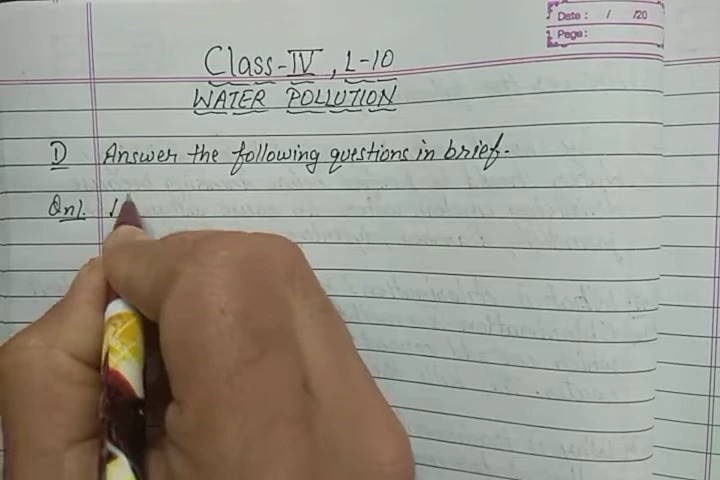 Date: / /20
Page:
Class-IV, L-10
WATER POLLUTION
D Answer the following questions in brief.
Qn1.